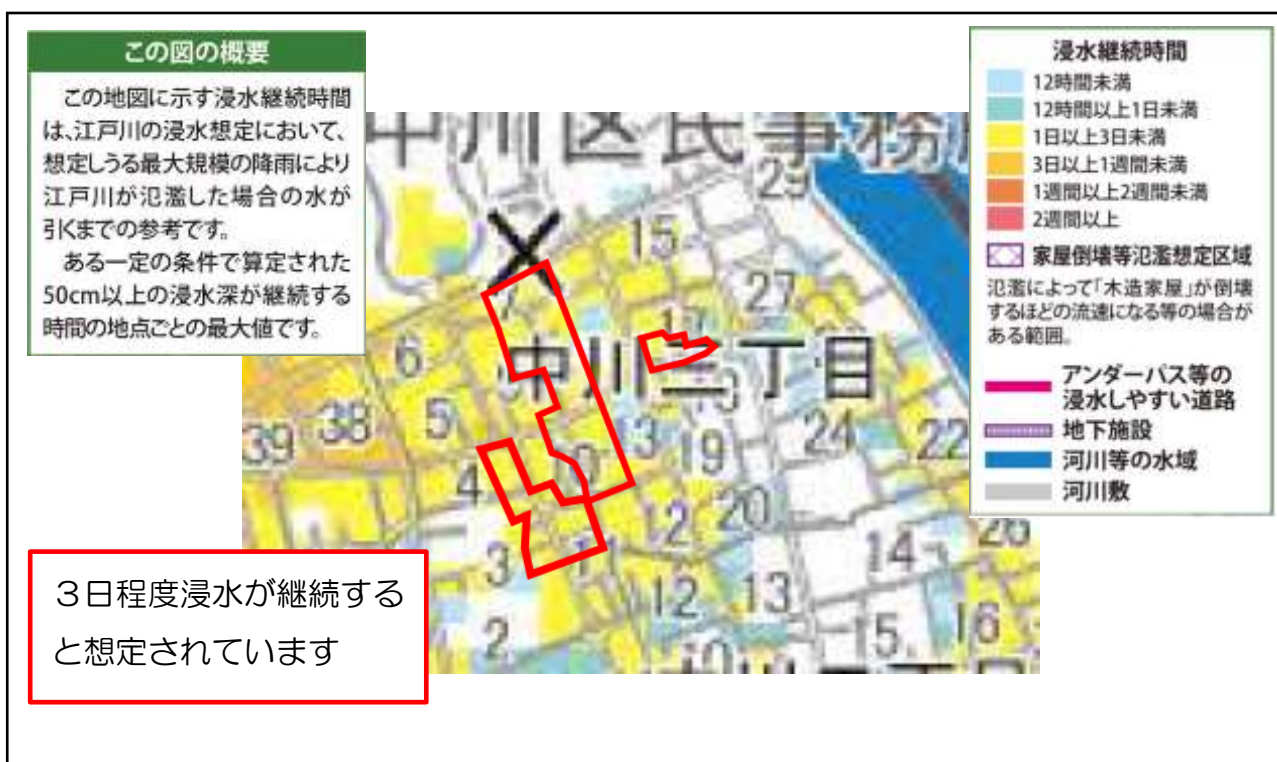 この図の概要
この地図に示す浸水継続時間
は、江戸川の浸水想定において、
想定しうる最大規模の降雨により
江戸川が氾濫した場合の水が
引くまでの参考です。
ある一定の条件で算定された
50cm以上の浸水深が継続する
時間の地点ごとの最大値です。
浸水継続時間
12時間未満
12時間以上1日未満
1日以上3日未満
3日以上1週間未満
1週間以上2週間未満
2週間以上
家屋倒壊等氾濫想定区域
氾濫によって「木造家屋」が倒壊
するほどの流速になる等の場合が
ある範囲。
アンダーパス等の
浸水しやすい道路
地下施設
河川等の水域
河川敷
中川区民事務
29
15
27
6
中川三丁目
39
38
5
19
24
22
4
12
20
26
3
14
12
13
2
15
16
３日程度浸水が継続する
と想定されています